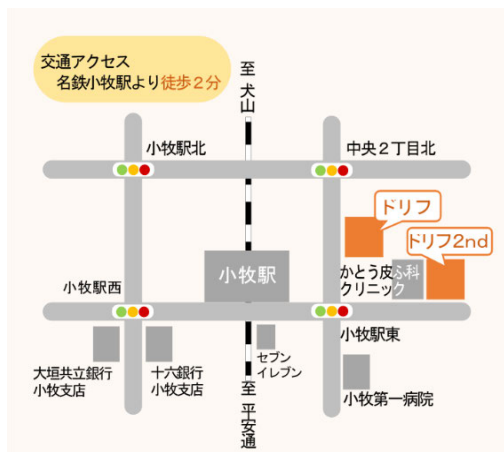 交通アクセス
名鉄小牧駅より徒歩2分
至 犬山
小牧駅北
中央2丁目北
ドリフ
ドリフ2nd
小牧駅
かとう皮ふ科
クリニック
小牧駅西
小牧駅東
大垣共立銀行
小牧支店
十六銀行
小牧支店
セブン
イレブン
小牧第一病院
至 平安通